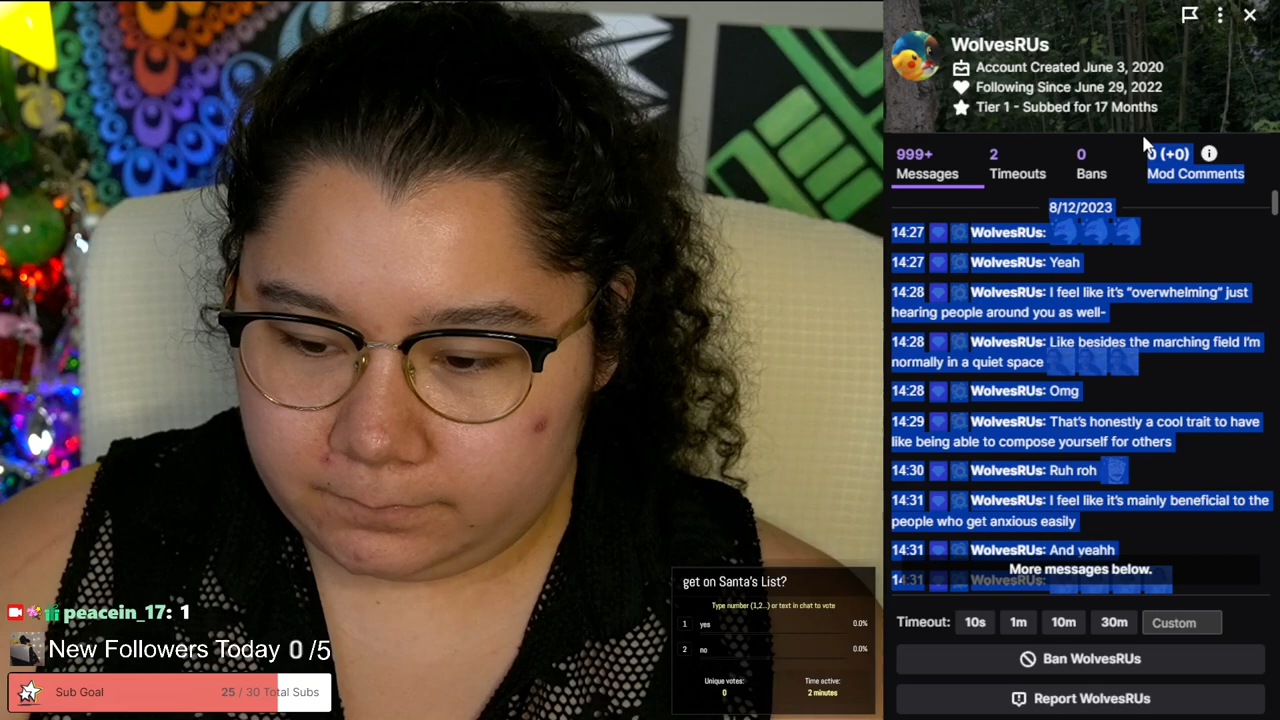 WolvesRUs
Account Created June 3, 2020
Following Since June 29, 2022
Tier 1 - Subbed for 17 Months
999+
Messages
2
Timeouts
0
Bans
0 (+0)
Mod Comments
8/12/2023
14:27 WolvesRUs:
14:27 WolvesRUs: Yeah
14:28 WolvesRUs: I feel like it's “overwhelming” just
hearing people around you as well-
14:28 WolvesRUs: Like besides the marching field I'm
normally in a quiet space
14:28 WolvesRUs: Omg
14:29 WolvesRUs: That's honestly a cool trait to have
like being able to compose yourself for others
14:30 WolvesRUs: Ruh roh
14:31 WolvesRUs: I feel like it's mainly beneficial to the
people who get anxious easily
14:31 WolvesRUs: And yeahh
More messages below.
14:31 WolvesRUs:
Timeout: 10s 1m 10m 30m Custom
Ban WolvesRUs
Report WolvesRUs
get on Santa's List?
Type number (1,2...) or text in chat to vote
1 yes 0.0%
2 no 0.0%
Unique votes: Time active:
0 2 minutes
peacein_17: 1
New Followers Today 0 /5
Sub Goal 25 / 30 Total Subs